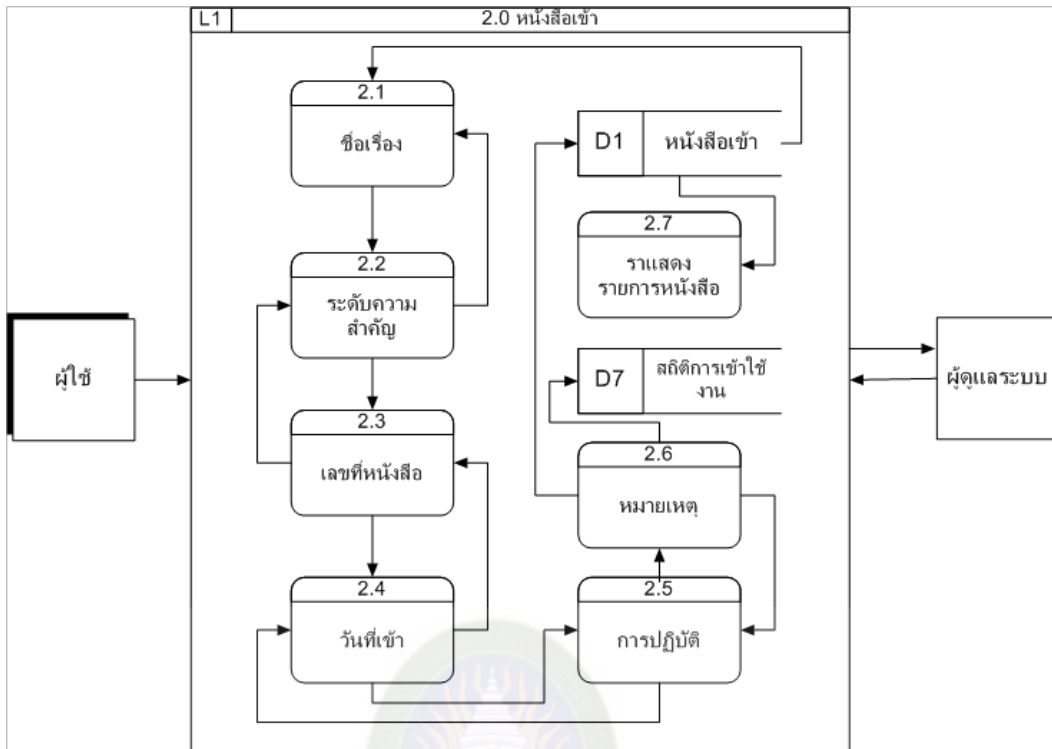 L1
2.0 หนังสือเข้า
2.1
ชื่อเรื่อง
D1
หนังสือเข้า
2.7
ราแสดง
รายการหนังสือ
2.2
ระดับความ
สำคัญ
ผู้ใช้
ผู้ดูแลระบบ
D7
สถิติการเข้าใช้
งาน
2.3
เลขที่หนังสือ
2.6
หมายเหตุ
2.4
วันที่เข้า
2.5
การปฏิบัติ